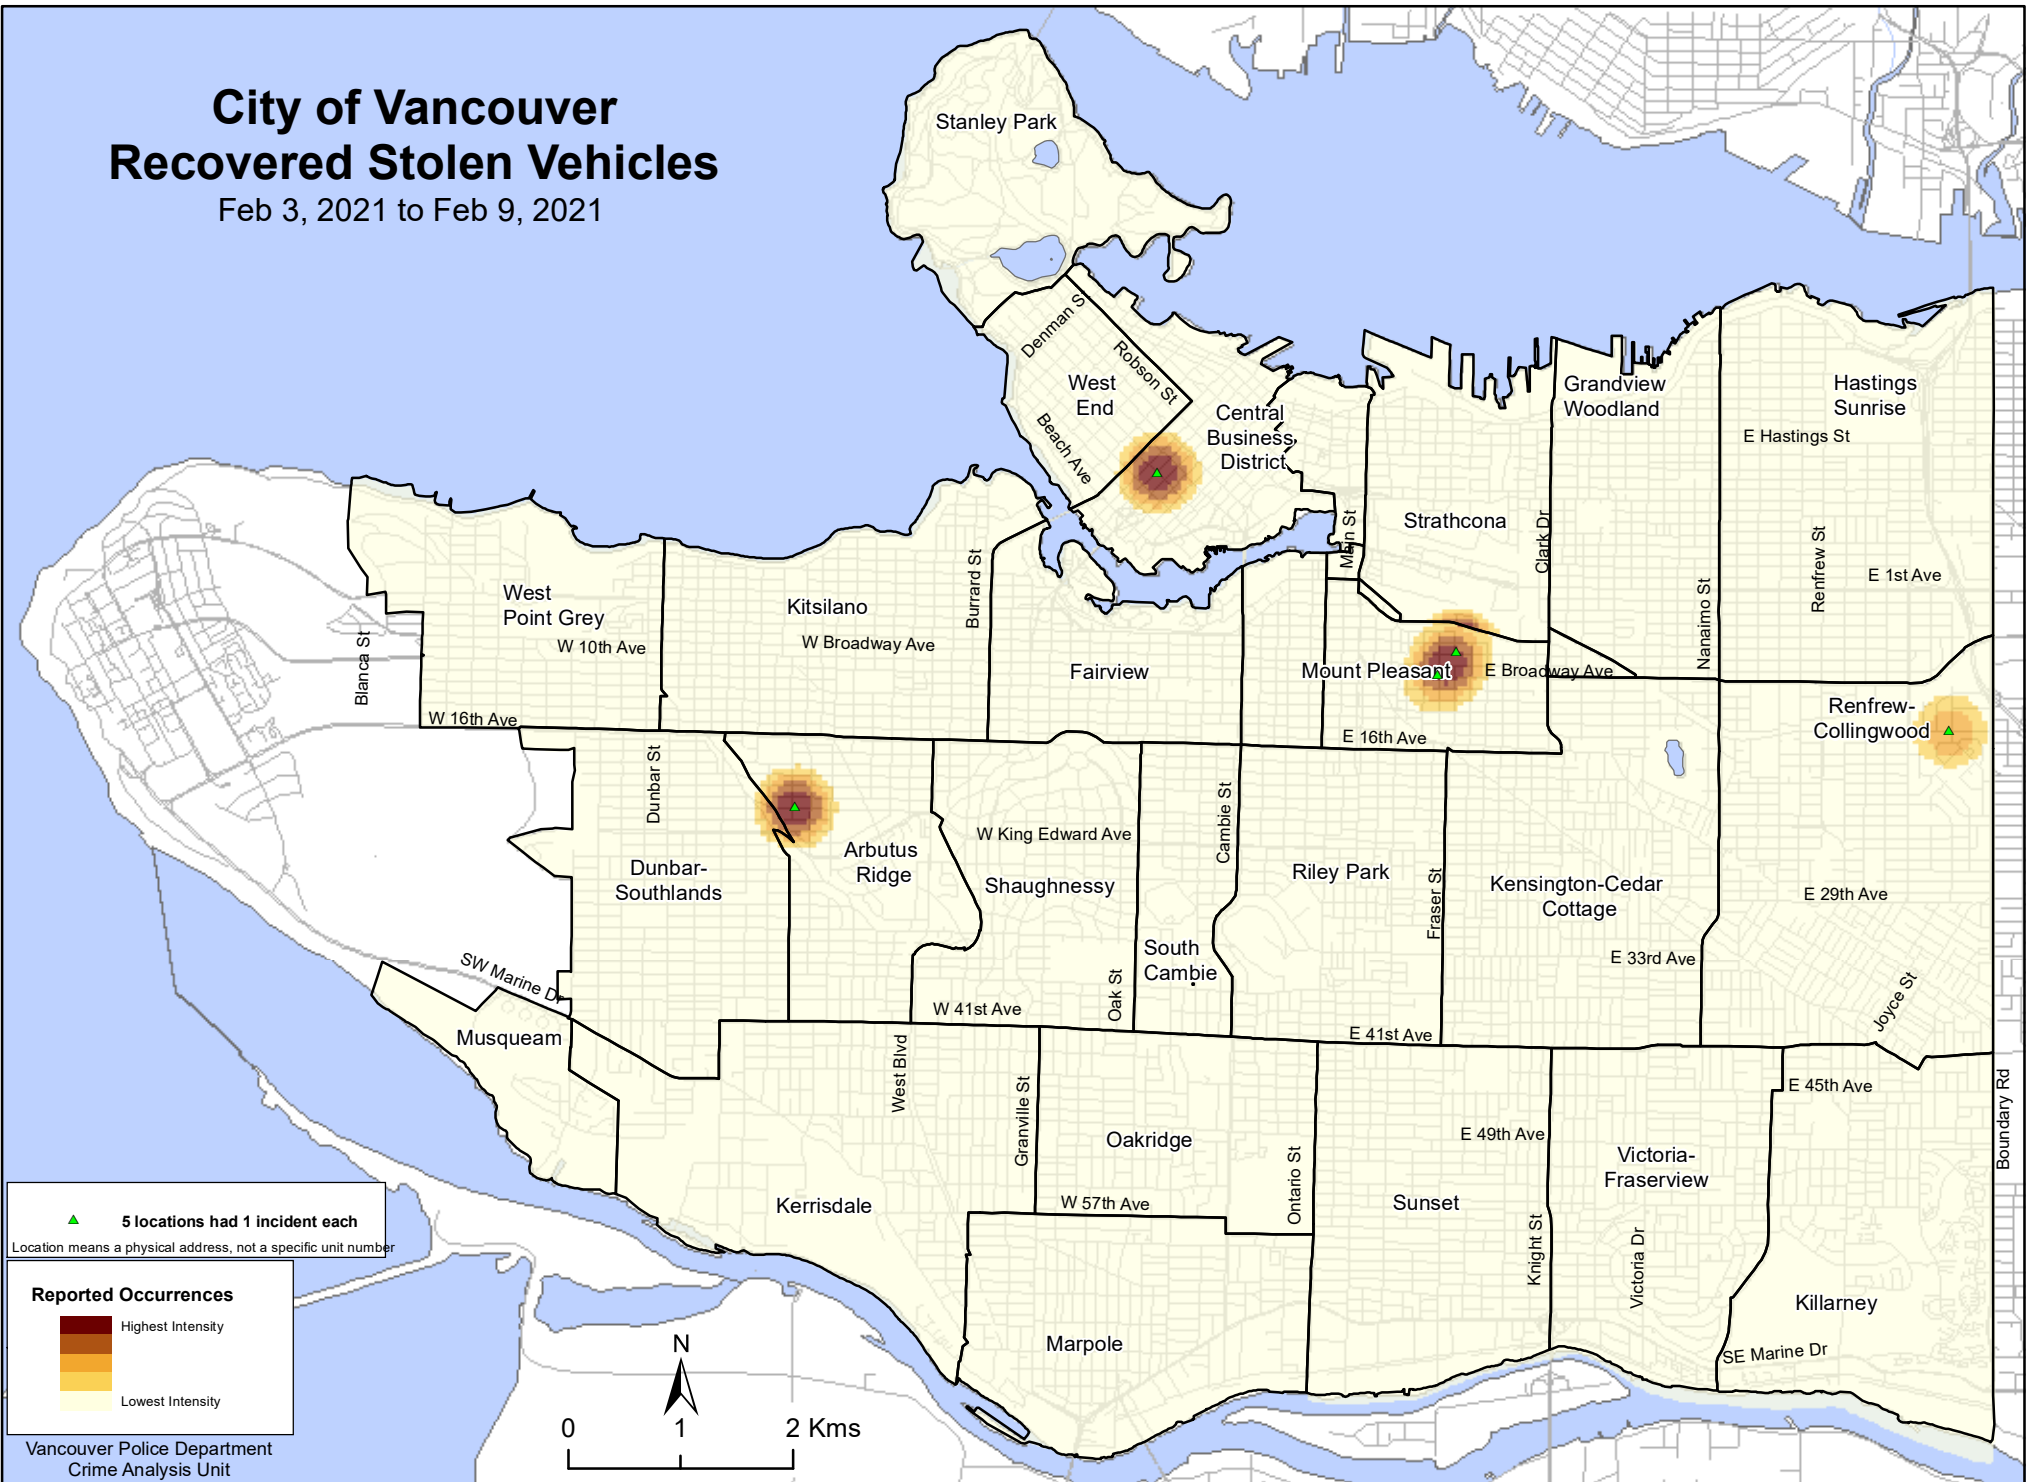 City of Vancouver
Recovered Stolen Vehicles
Feb 3, 2021 to Feb 9, 2021
Stanley Park
Denman S
Robson St
West
End
Beach Ave
Central
Business
District
Grandview
Woodland
Hastings
Sunrise
E Hastings St
Strathcona
Main St
Clark Dr
Renfrew St
E 1st Ave
Nanaimo St
West
Point Grey
W 10th Ave
Kitsilano
W Broadway Ave
Burrard St
Blanca St
Fairview
Mount Pleasant
E Broadway Ave
W 16th Ave
E 16th Ave
Renfrew-
Collingwood
Dunbar St
Cambie St
W King Edward Ave
Arbutus
Ridge
Dunbar-
Southlands
Shaughnessy
Riley Park
Fraser St
Kensington-Cedar
Cottage
E 29th Ave
South
Cambie
E 33rd Ave
SW Marine Dr
Oak St
Joyce St
W 41st Ave
E 41st Ave
Musqueam
West Blvd
Granville St
E 45th Ave
Boundary Rd
Oakridge
E 49th Ave
Victoria-
Fraserview
Ontario St
Kerrisdale
W 57th Ave
Sunset
Knight St
Victoria Dr
Killarney
Marpole
SE Marine Dr
5 locations had 1 incident each
Location means a physical address, not a specific unit number
Reported Occurrences
Highest Intensity
Lowest Intensity
N
0 1 2 Kms
Vancouver Police Department
Crime Analysis Unit